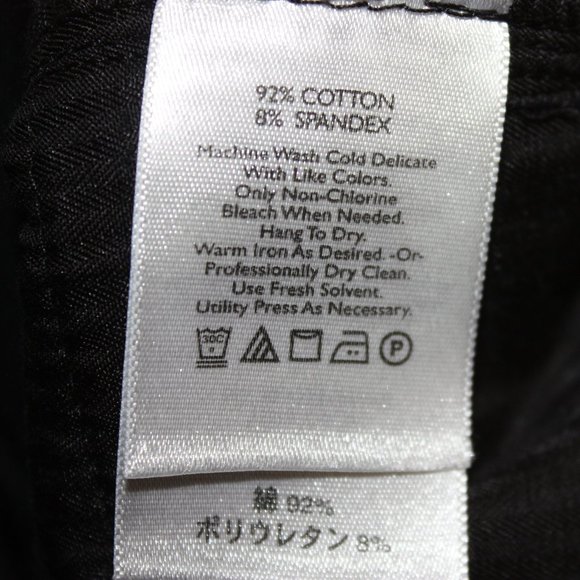 92% COTTON
8% SPANDEX
Machine Wash Cold Delicate
With Like Colors.
Only Non-Chlorine
Bleach When Needed.
Hang To Dry.
Warm Iron As Desired -Or-
Professionally Dry Clean.
Use Fresh Solvent.
Utility Press As Necessary.
30C P
綿 92%
ポリウレタン 8%